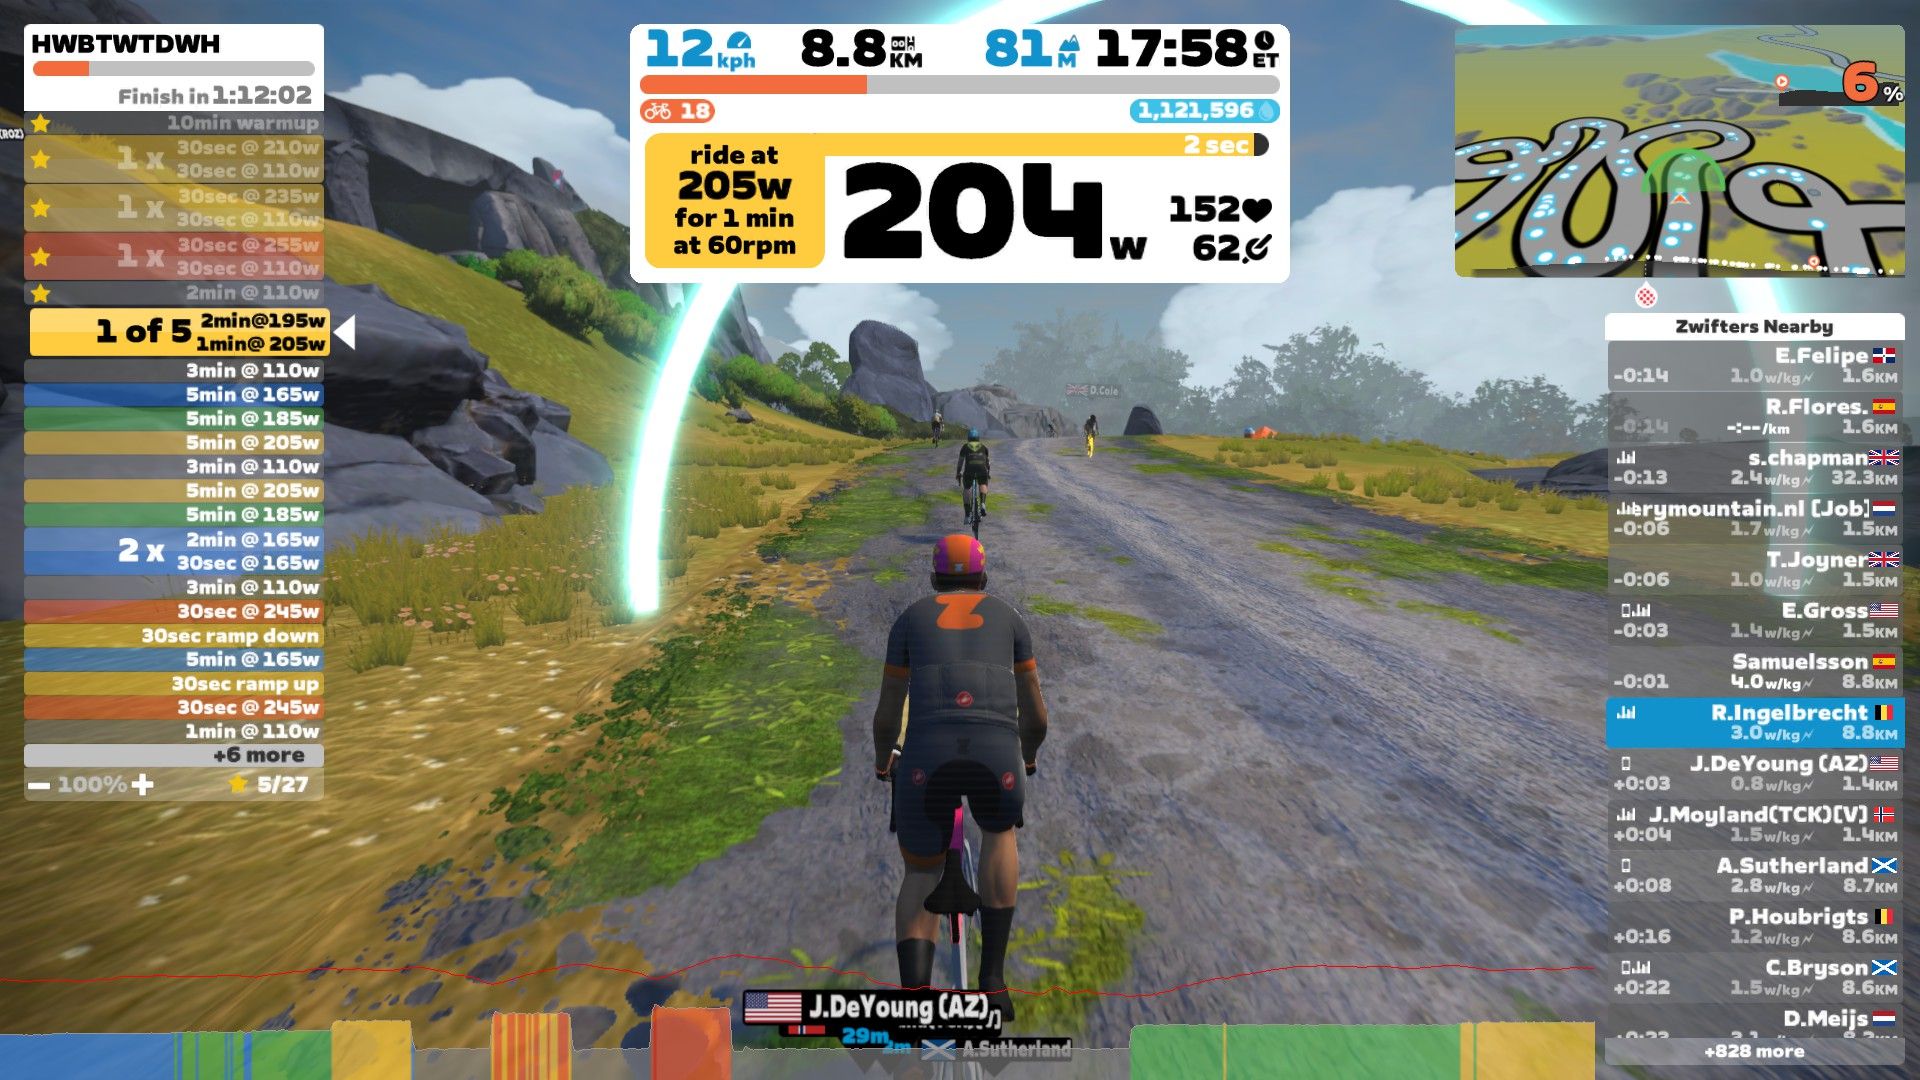 HWBTWTDWH
Finish in 1:12:02
10min warmup
1 x
30sec @ 210w
30sec @ 110w
1 x
30sec @ 235w
30sec @ 110w
1 x
30sec @ 255w
30sec @ 110w
2min @ 110w
1 of 5
2min@195w
1min@ 205w
3min @ 110w
5min @ 165w
5min @ 185w
5min @ 205w
3min @ 110w
5min @ 205w
5min @ 185w
2 x
2min @ 165w
30sec @ 165w
3min @ 110w
30sec @ 245w
30sec ramp down
5min @ 165w
30sec ramp up
30sec @ 245w
1min @ 110w
+6 more
— 100% +
5/27
(ROZ)
12 kph
8.8 KM
81 M
17:58 ET
18
1,121,596
ride at
205w
for 1 min
at 60rpm
2 sec
204 w
152
62
D.Cole
6 %
Zwifters Nearby
E.Felipe
-0:14 1.0w/kg 1.6KM
R.Flores.
-0:14 -:--/km 1.6KM
s.chapman
-0:13 2.4w/kg 32.3KM
erymountain.nl [Job]
-0:06 1.7w/kg 1.5KM
T.Joyner
-0:06 1.0w/kg 1.5KM
E.Gross
-0:03 1.4w/kg 1.5KM
Samuelsson
-0:01 4.0w/kg 8.8KM
R.Ingelbrecht
3.0w/kg 8.8KM
J.DeYoung (AZ)
+0:03 0.8w/kg 1.4KM
J.Moyland(TCK)[V]
+0:04 1.5w/kg 1.4KM
A.Sutherland
+0:08 2.8w/kg 8.7KM
P.Houbrigts
+0:16 1.2w/kg 8.6KM
C.Bryson
+0:22 1.5w/kg 8.6KM
D.Meijs
+828 more
J.DeYoung (AZ)
29m
2m
A.Sutherland